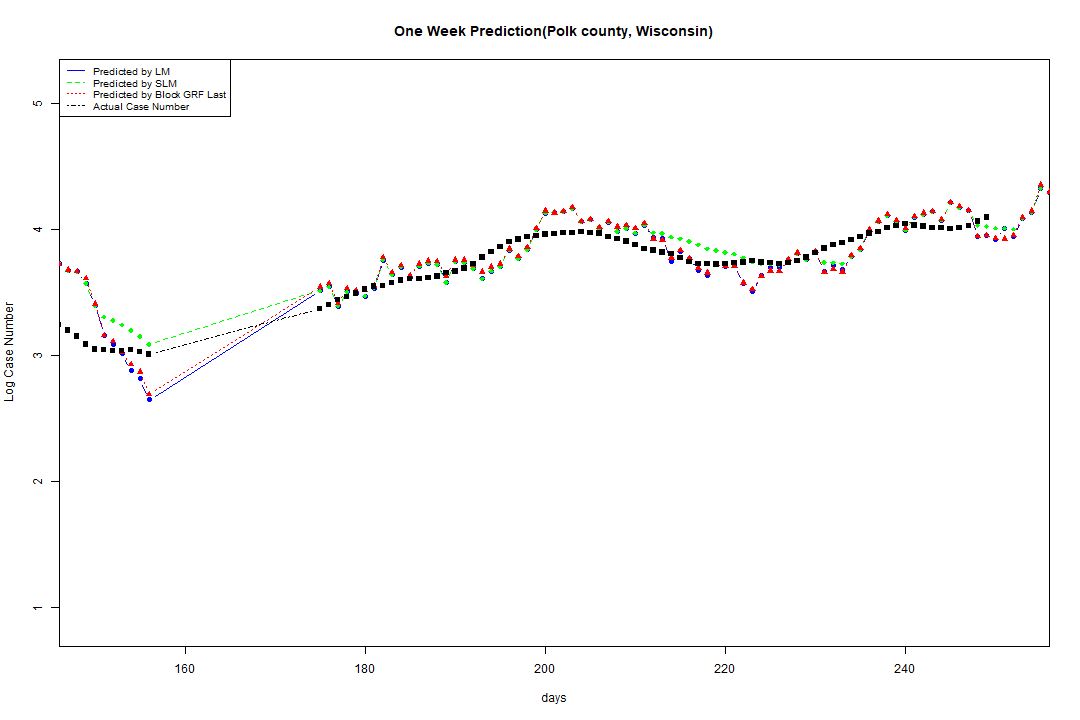 One Week Prediction(Polk county, Wisconsin)
Predicted by LM
Predicted by SLM
Predicted by Block GRF Last
Actual Case Number
5
4
3
2
1
Log Case Number
160
180
200
220
240
days